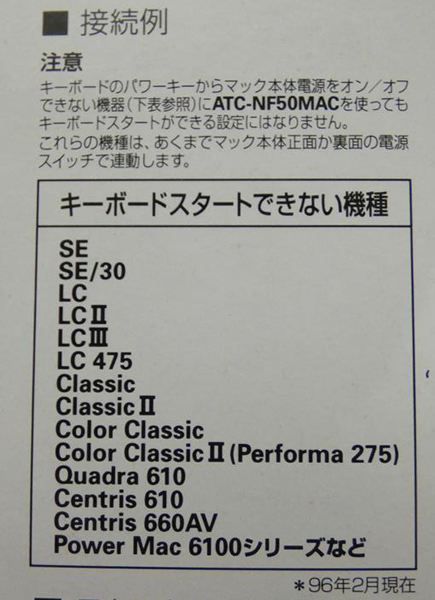 ■ 接続例
注意
キーボードのパワーキーからマック本体電源をオン/オフ
できない機器(下表参照)にATC-NF50MACを使っても
キーボードスタートができる設定にはなりません。
これらの機種は、あくまでマック本体正面か裏面の電源
スイッチで連動します。
キーボードスタートできない機種
SE
SE/30
LC
LCⅡ
LCⅢ
LC 475
Classic
ClassicⅡ
Color Classic
Color ClassicⅡ(Performa 275)
Quadra 610
Centris 610
Centris 660AV
Power Mac 6100シリーズなど
*96年2月現在